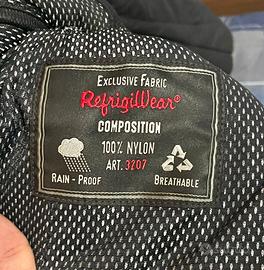 EXCLUSIVE FABRIC
RefrigiWear®
COMPOSITION
100% NYLON
ART. 3207
RAIN - PROOF
BREATHABLE